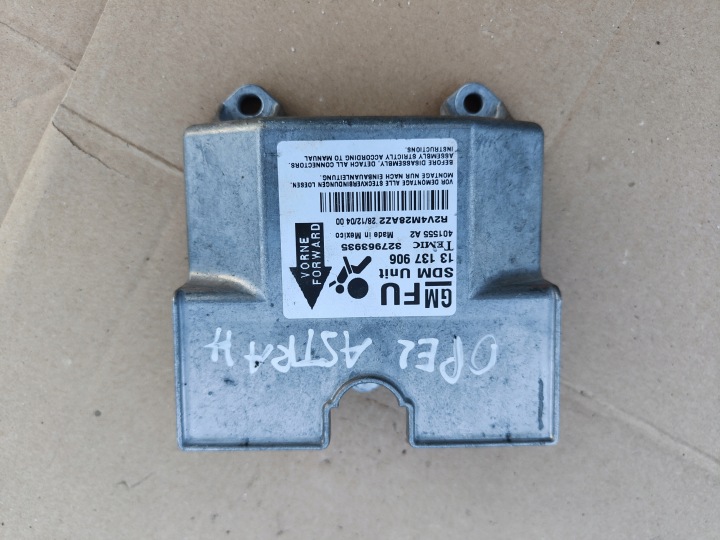 GM
FU
SDM Unit
13 137 906
TEMIC 327963935
401555 A2 Made in Mexico
R2V4M28AZ2 28/12/04 00
VORNE
FORWARD
VOR DEMONTAGE ALLE STECKVERBINDUNGEN LOESEN.
MONTAGE NUR NACH EINBAUANLEITUNG.
BEFORE DISASSEMBLY, DETACH ALL CONNECTORS.
ASSEMBLY STRICTLY ACCORDING TO MANUAL
INSTRUCTIONS.
OPEL ASTRA H